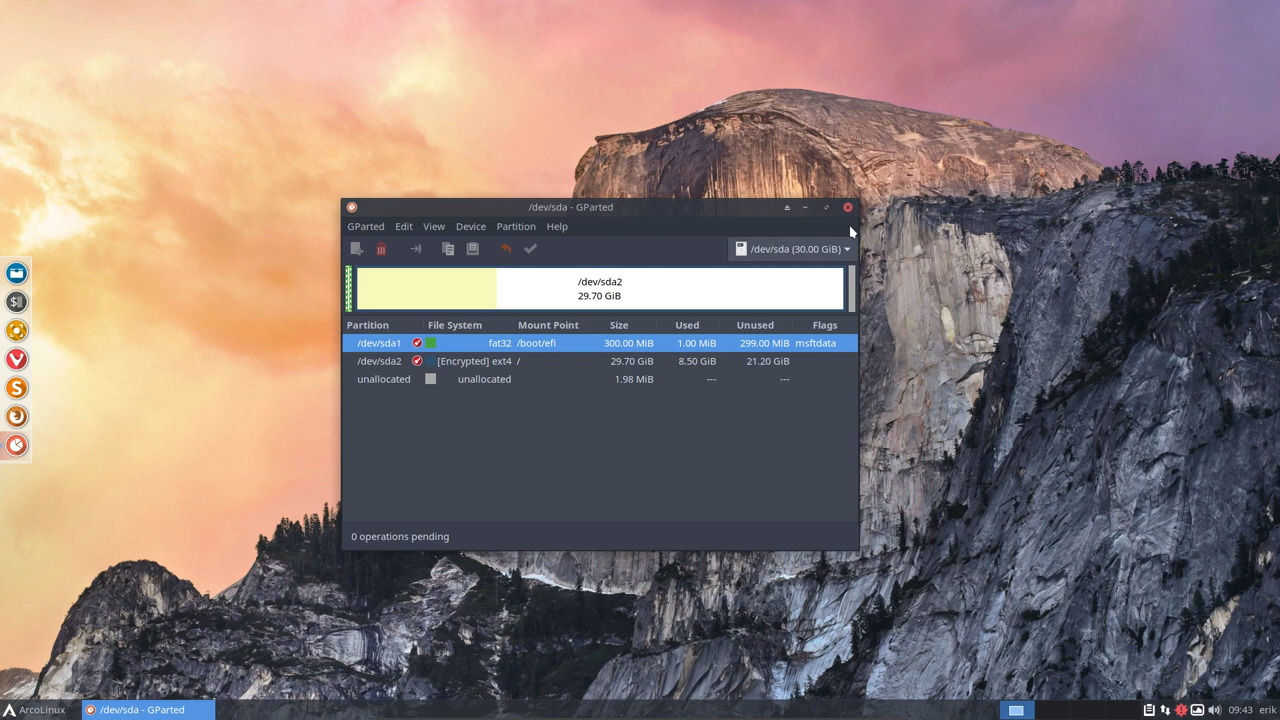 /dev/sda - GParted
GParted Edit View Device Partition Help
/dev/sda (30.00 GiB)
/dev/sda2
29.70 GiB
Partition File System Mount Point Size Used Unused Flags
/dev/sda1 fat32 /boot/efi 300.00 MiB 1.00 MiB 299.00 MiB msftdata
/dev/sda2 [Encrypted] ext4 / 29.70 GiB 8.50 GiB 21.20 GiB
unallocated unallocated 1.98 MiB --- ---
0 operations pending
ArcoLinux /dev/sda - GParted 09:43 erik